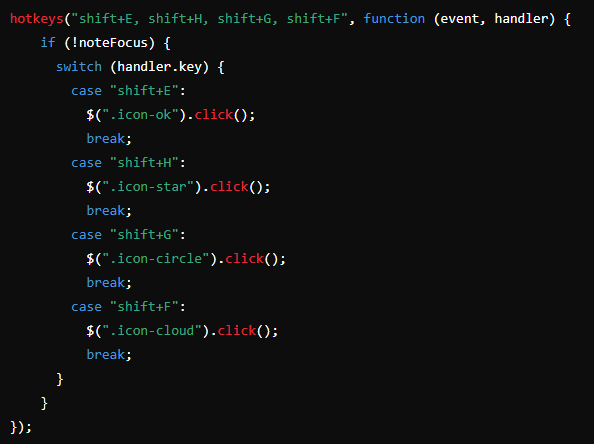 hotkeys("shift+E, shift+H, shift+G, shift+F", function (event, handler) {
    if (!noteFocus) {
      switch (handler.key) {
        case "shift+E":
          $(".icon-ok").click();
          break;
        case "shift+H":
          $(".icon-star").click();
          break;
        case "shift+G":
          $(".icon-circle").click();
          break;
        case "shift+F":
          $(".icon-cloud").click();
          break;
      }
    }
});